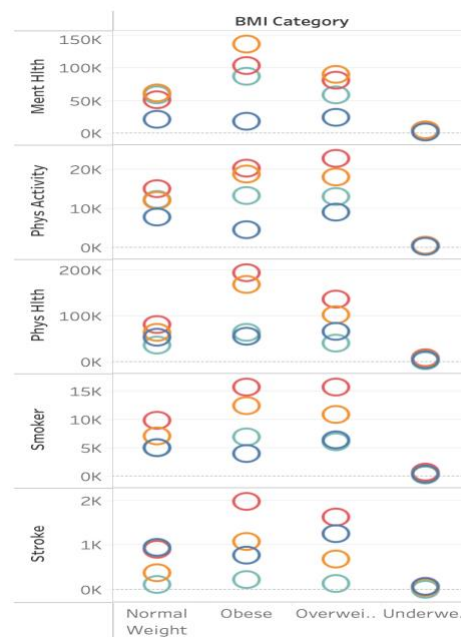 BMI Category
Ment Hlth
150K
100K
50K
0K
Phys Activity
20K
10K
0K
Phys Hlth
200K
100K
0K
Smoker
15K
10K
5K
0K
Stroke
2K
1K
0K
Normal Weight
Obese
Overwei..
Underwe..